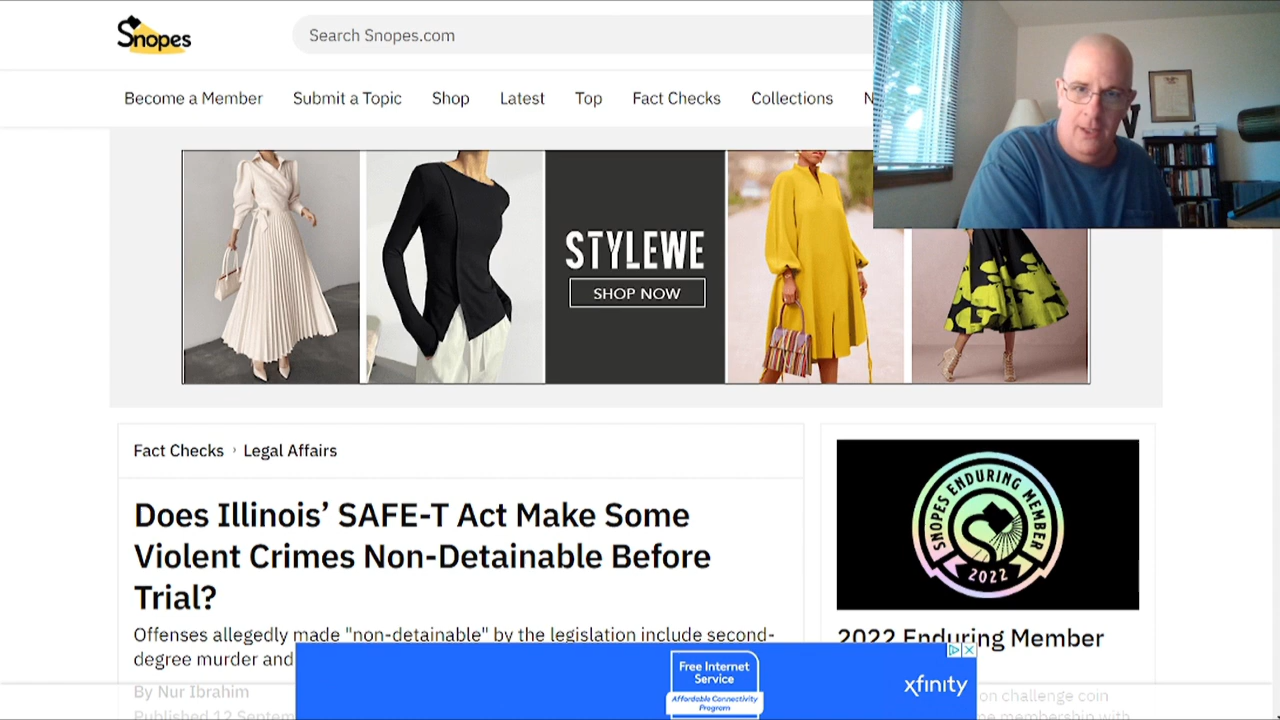 Snopes
Search Snopes.com
Become a Member
Submit a Topic
Shop
Latest
Top
Fact Checks
Collections
N
STYLEWE
SHOP NOW
Fact Checks › Legal Affairs
Does Illinois’ SAFE-T Act Make Some
Violent Crimes Non-Detainable Before
Trial?
Offenses allegedly made "non-detainable" by the legislation include second-
degree murder and
By Nur Ibrahim
Published 12 Septem
SNOPES ENDURING MEMBER
2022
2022 Enduring Member
on challenge coin
me membership with
Free Internet
Service
Affordable Connectivity
Program
xfinity